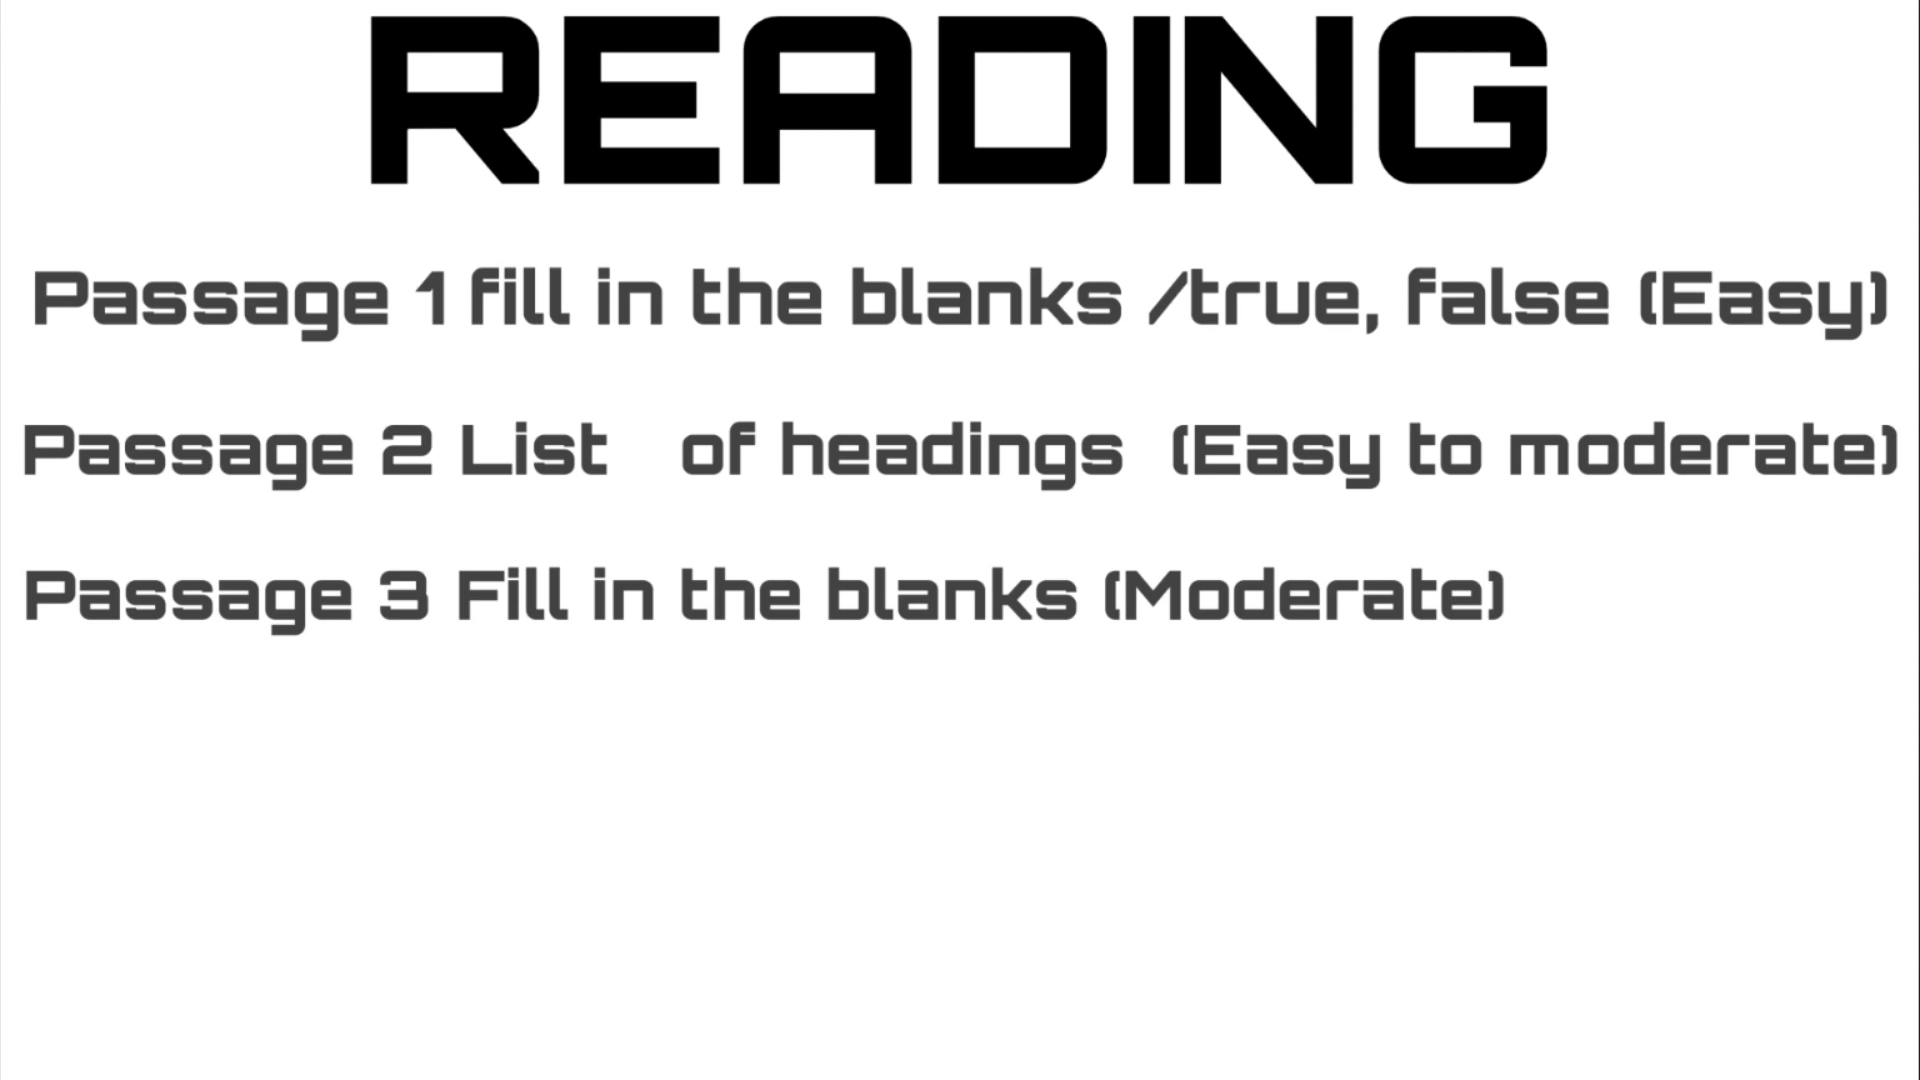 READING
Passage 1 fill in the blanks /true, false (Easy)
Passage 2 List of headings (Easy to moderate)
Passage 3 Fill in the blanks (Moderate)